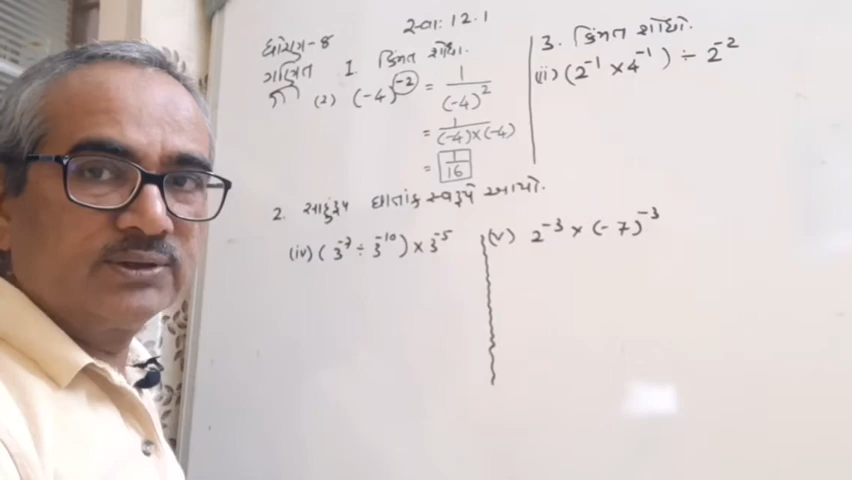 સ્વા: 12.1
ધોરણ-8
ગણિત
1. કિંમત શોધો.
(2) (-4)⁻² = 1/(-4)²
= 1/(-4)×(-4)
= 1/16
2. સાદુંરૂપ ઘાતાંક સ્વરૂપે આપો.
(iv) (3⁻⁷ ÷ 3⁻¹⁰) × 3⁻⁵
(v) 2⁻³ × (-7)⁻³
3. કિંમત શોધો.
(ii) (2⁻¹ × 4⁻¹) ÷ 2⁻²